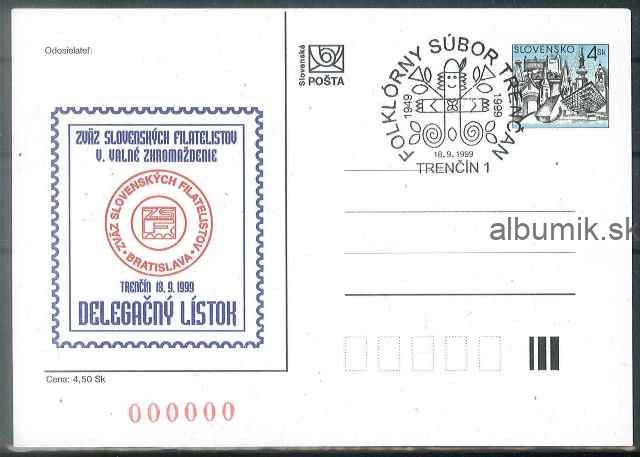 Odosielateľ:
Slovenská
POŠTA
FOLKLÓRNY SÚBOR TRENČAN
1949
1999
18.9.1999
TRENČÍN 1
SLOVENSKO
4 Sk
ZVÄZ SLOVENSKÝCH FILATELISTOV
V. VALNÉ ZHROMAŽDENIE
ZVÄZ SLOVENSKÝCH FILATELISTOV
ZSF
• BRATISLAVA •
TRENČÍN 18.9.1999
DELEGAČNÝ LÍSTOK
albumik.sk
Cena: 4,50 Sk
000000